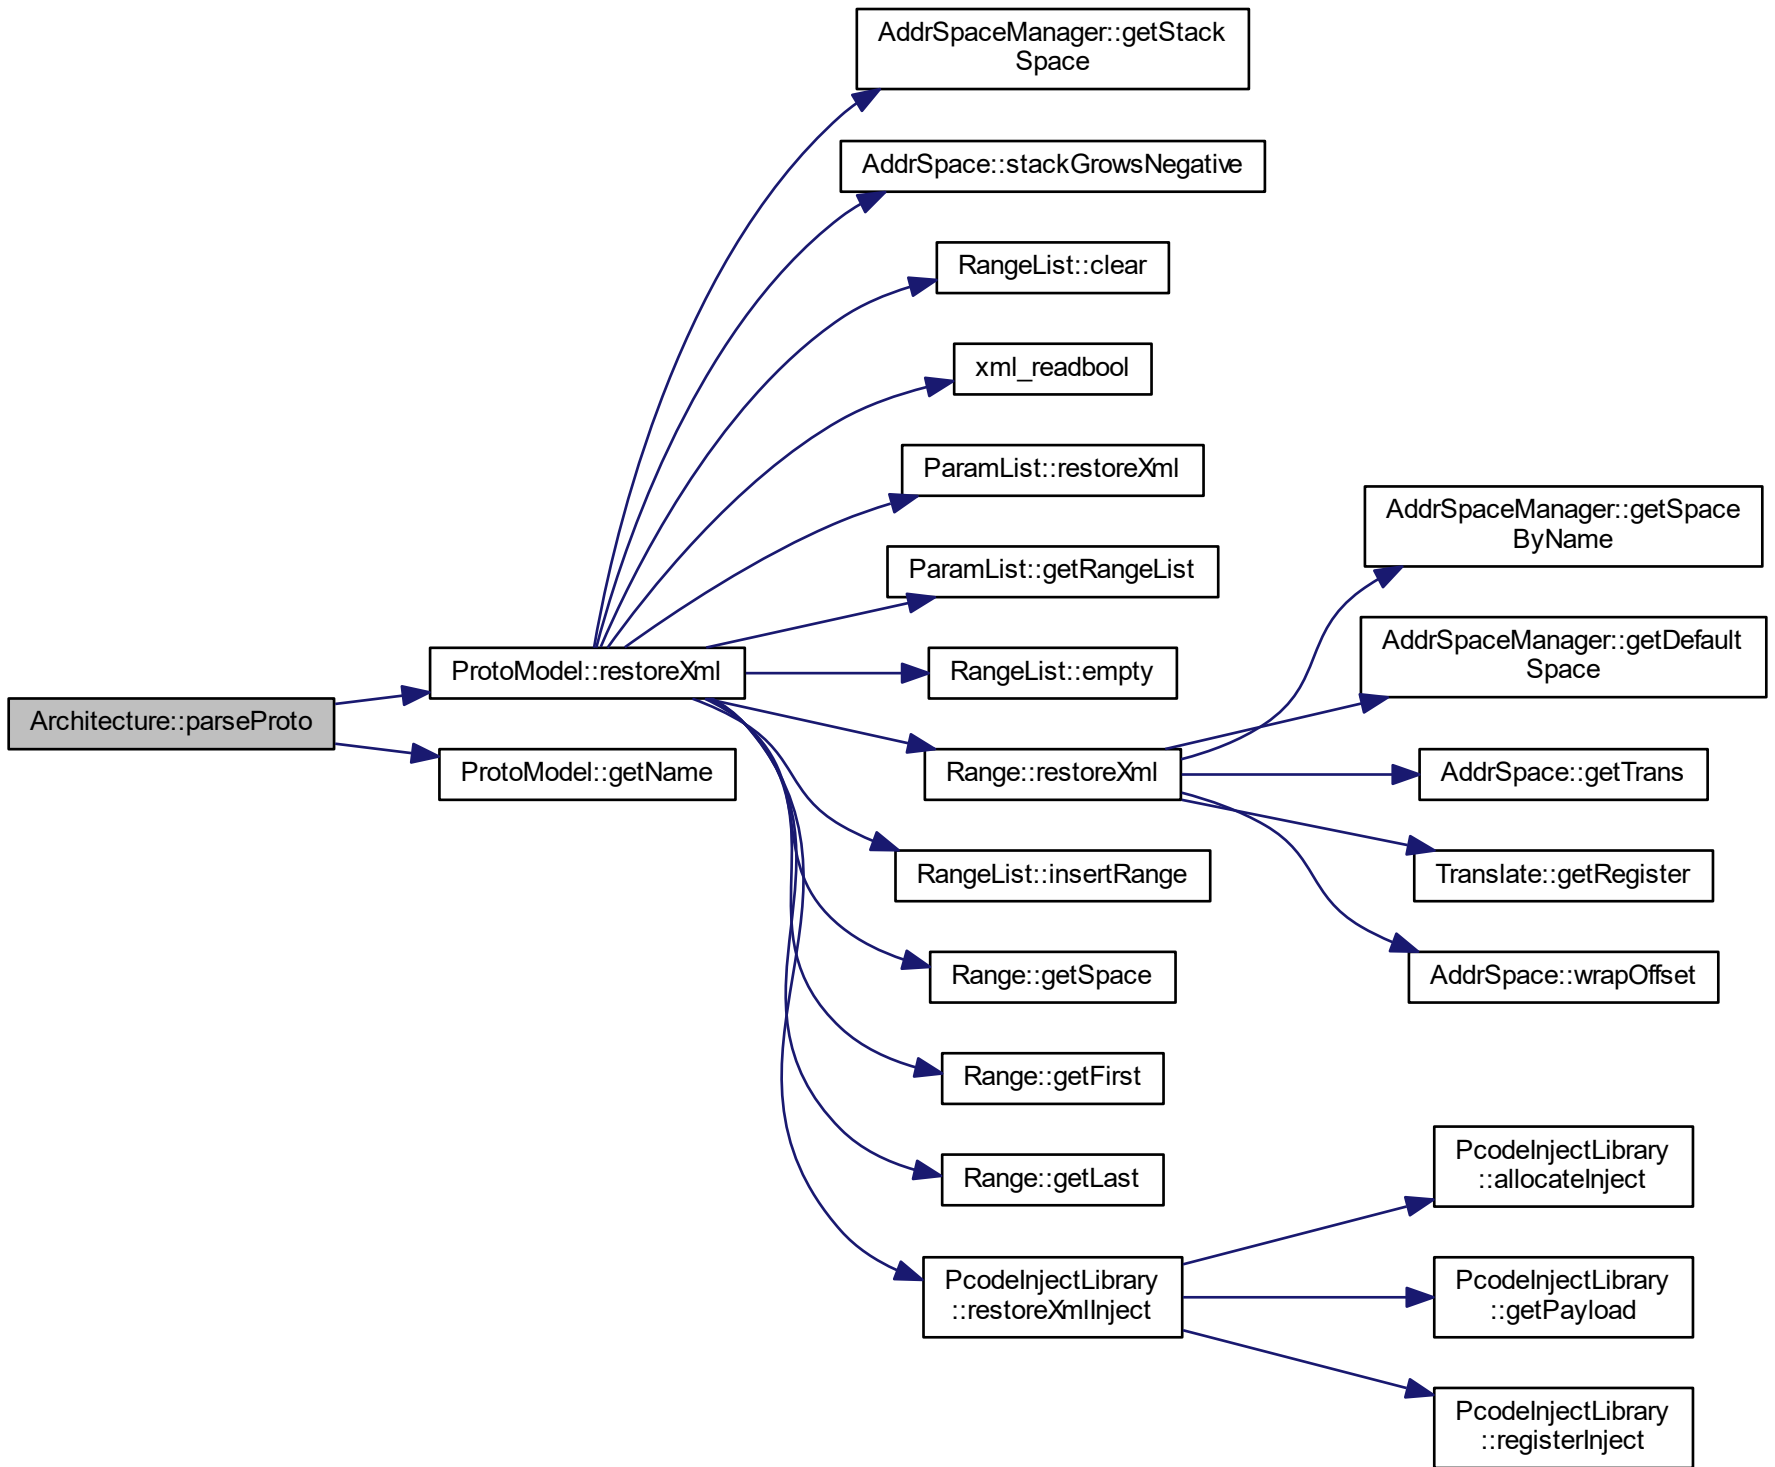 AddrSpaceManager::getStack
Space
AddrSpace::stackGrowsNegative
RangeList::clear
xml_readbool
ParamList::restoreXml
ParamList::getRangeList
ProtoModel::restoreXml
RangeList::empty
Architecture::parseProto
ProtoModel::getName
Range::restoreXml
RangeList::insertRange
Range::getSpace
Range::getFirst
Range::getLast
PcodeInjectLibrary
::restoreXmlInject
AddrSpaceManager::getSpace
ByName
AddrSpaceManager::getDefault
Space
AddrSpace::getTrans
Translate::getRegister
AddrSpace::wrapOffset
PcodeInjectLibrary
::allocateInject
PcodeInjectLibrary
::getPayload
PcodeInjectLibrary
::registerInject